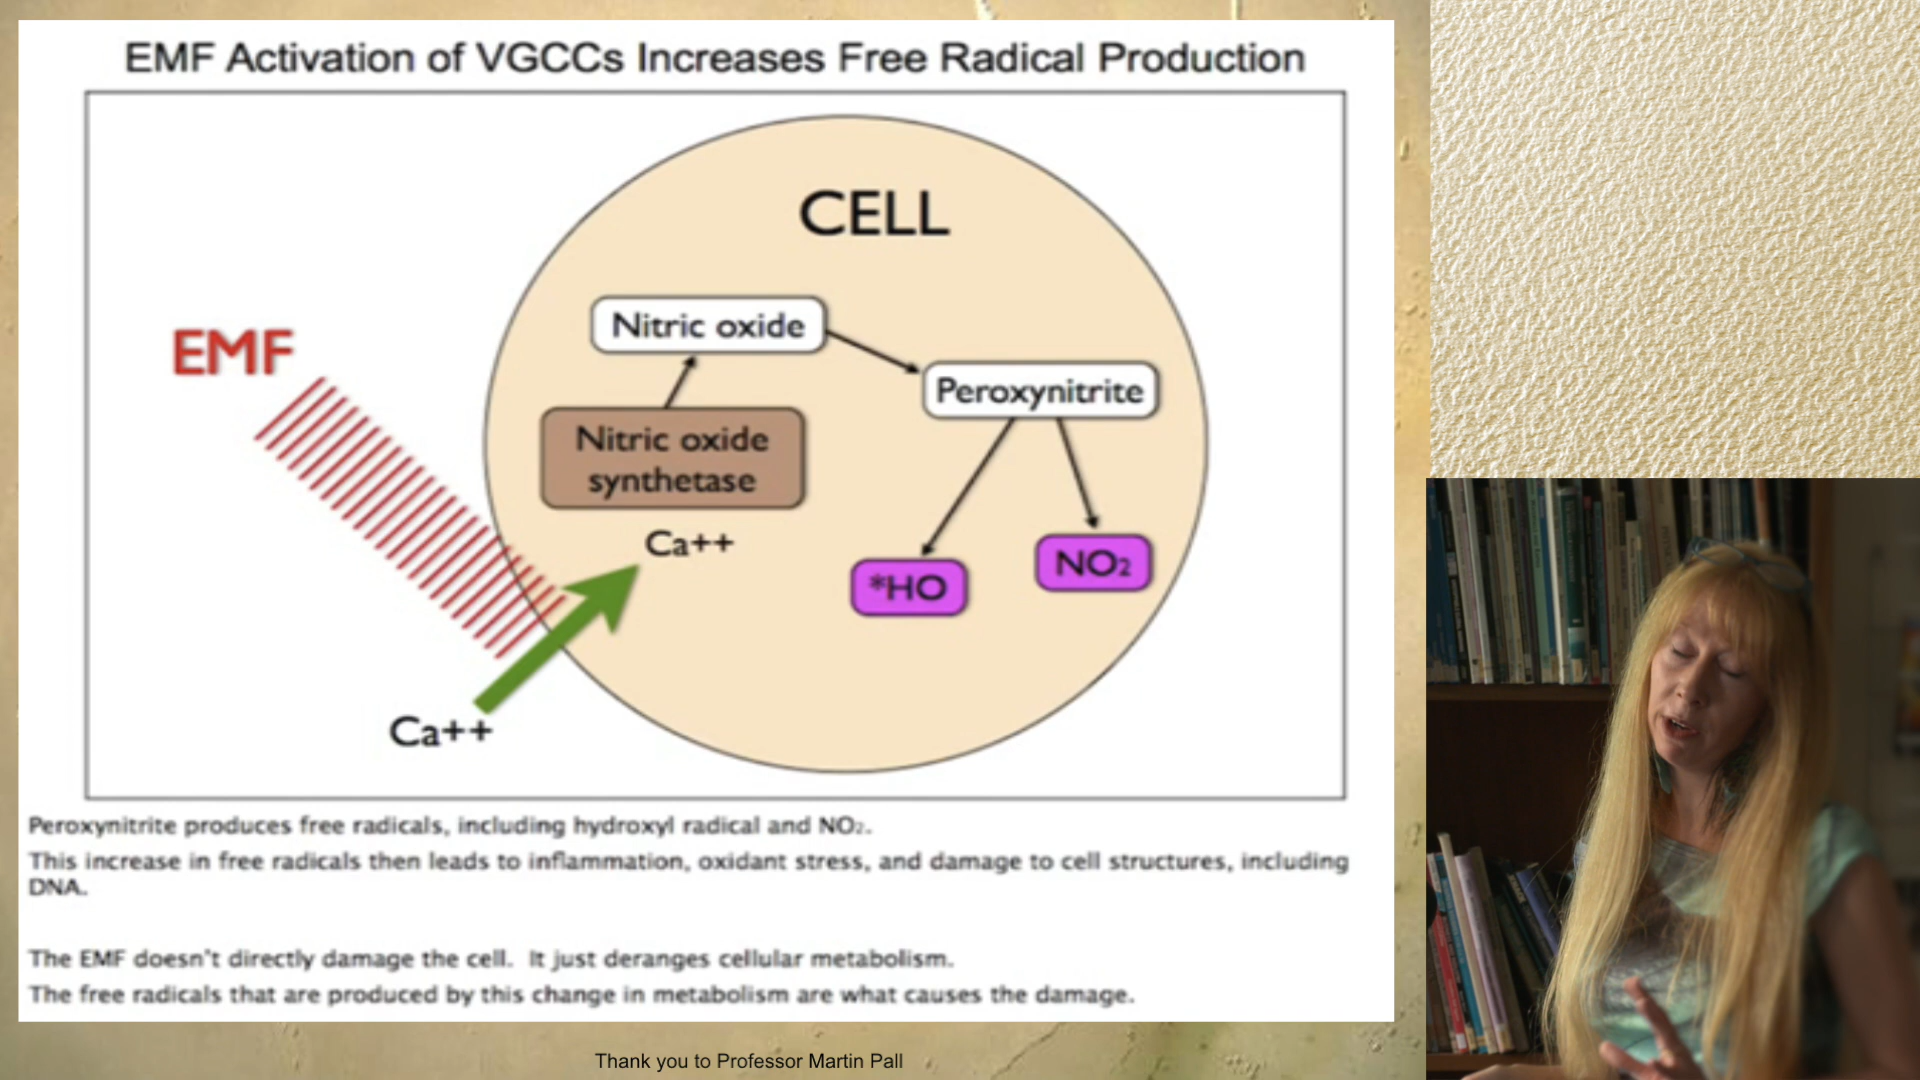 EMF Activation of VGCCs Increases Free Radical Production
CELL
EMF
Nitric oxide
Peroxynitrite
Nitric oxide
synthetase
Ca++
*HO
NO₂
Ca++
Peroxynitrite produces free radicals, including hydroxyl radical and NO₂.
This increase in free radicals then leads to inflammation, oxidant stress, and damage to cell structures, including
DNA.
The EMF doesn't directly damage the cell.  It just deranges cellular metabolism.
The free radicals that are produced by this change in metabolism are what causes the damage.
Thank you to Professor Martin Pall